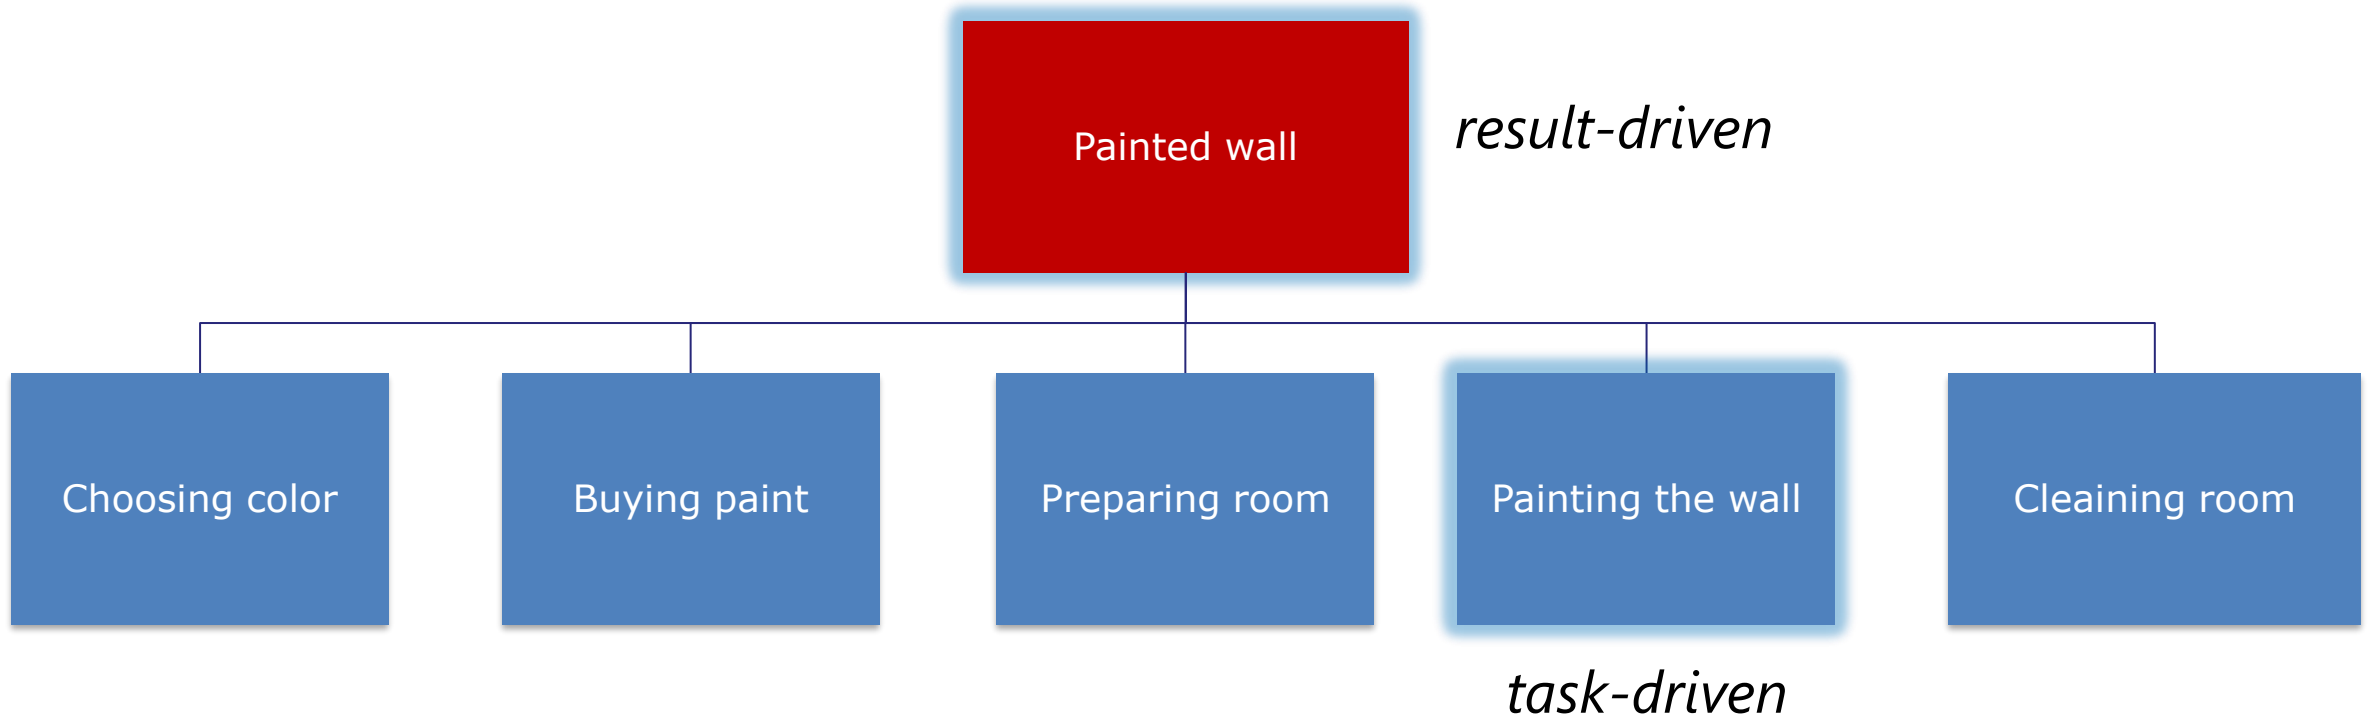 Painted wall
result-driven
Choosing color
Buying paint
Preparing room
Painting the wall
Cleaining room
task-driven